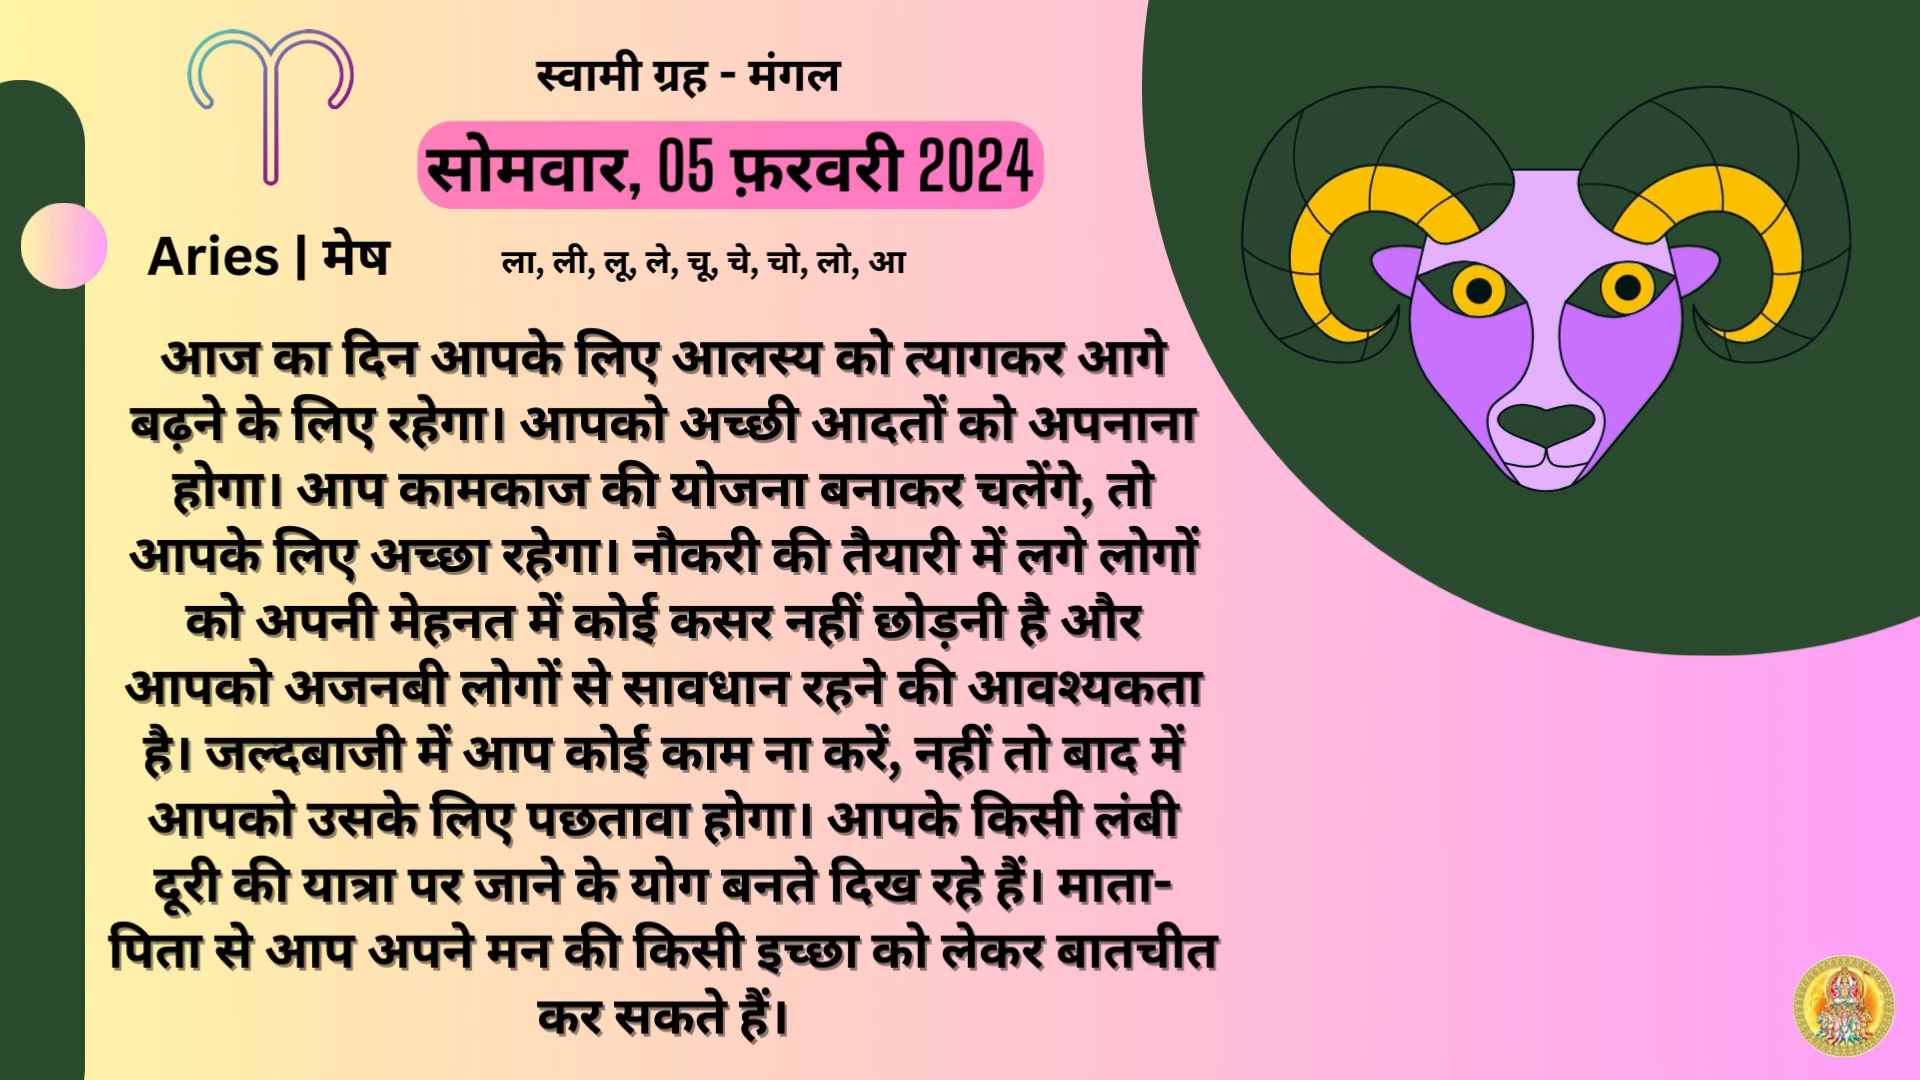 स्वामी ग्रह - मंगल
सोमवार, 05 फ़रवरी 2024
Aries | मेष
ला, ली, लू, ले, चू, चे, चो, लो, आ
आज का दिन आपके लिए आलस्य को त्यागकर आगे
बढ़ने के लिए रहेगा। आपको अच्छी आदतों को अपनाना
होगा। आप कामकाज की योजना बनाकर चलेंगे, तो
आपके लिए अच्छा रहेगा। नौकरी की तैयारी में लगे लोगों
को अपनी मेहनत में कोई कसर नहीं छोड़नी है और
आपको अजनबी लोगों से सावधान रहने की आवश्यकता
है। जल्दबाजी में आप कोई काम ना करें, नहीं तो बाद में
आपको उसके लिए पछतावा होगा। आपके किसी लंबी
दूरी की यात्रा पर जाने के योग बनते दिख रहे हैं। माता-
पिता से आप अपने मन की किसी इच्छा को लेकर बातचीत
कर सकते हैं।